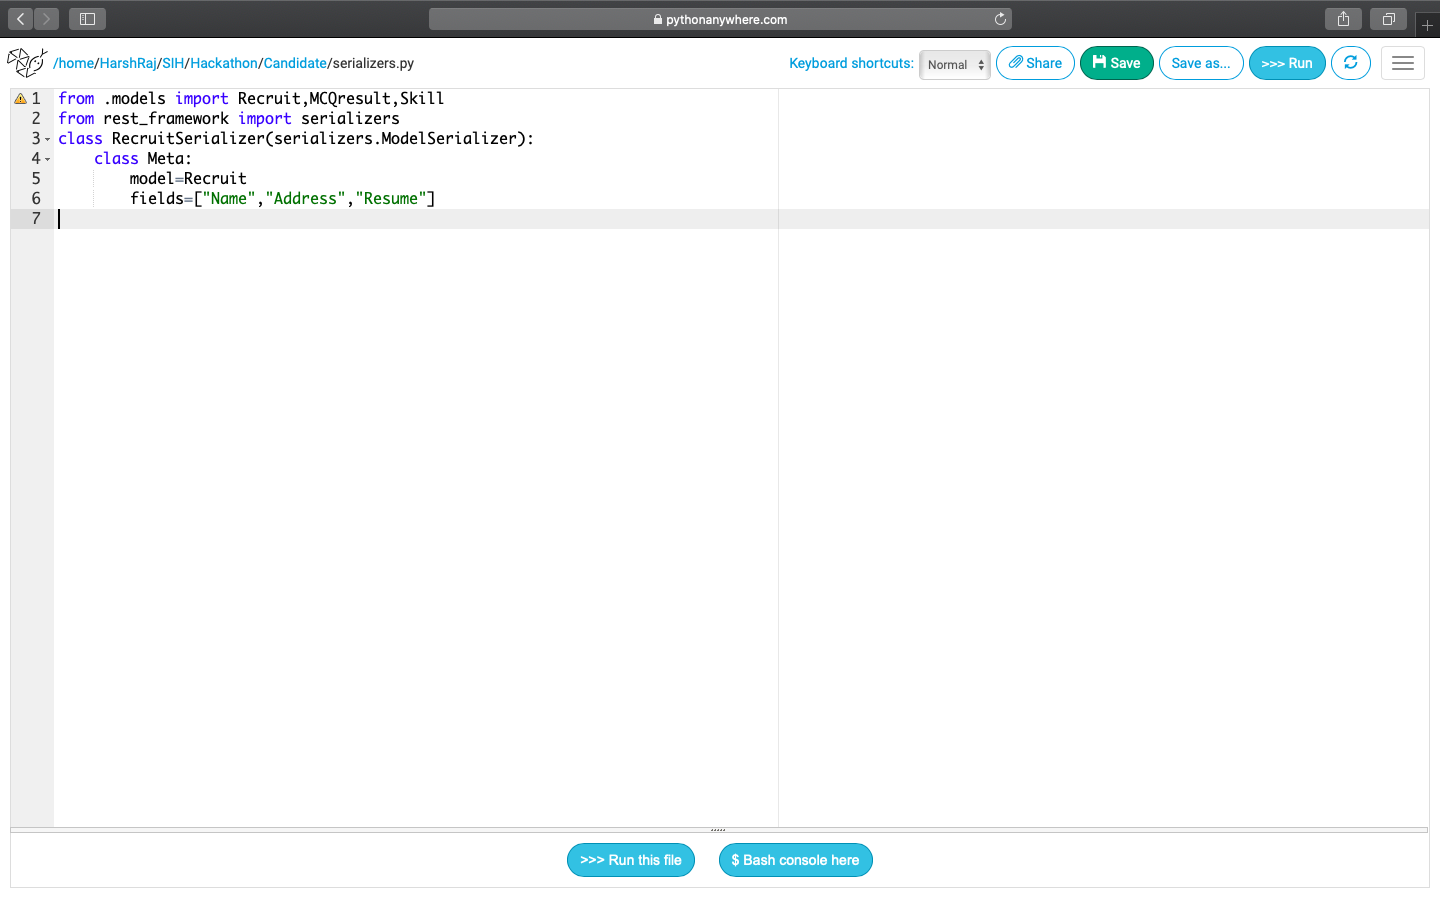 pythonanywhere.com
/home/HarshRaj/SIH/Hackathon/Candidate/serializers.py
Keyboard shortcuts: Normal Share Save Save as... >>> Run
1 from .models import Recruit,MCQresult,Skill
2 from rest_framework import serializers
3 class RecruitSerializer(serializers.ModelSerializer):
4 class Meta:
5 model=Recruit
6 fields=["Name","Address","Resume"]
7
>>> Run this file $ Bash console here